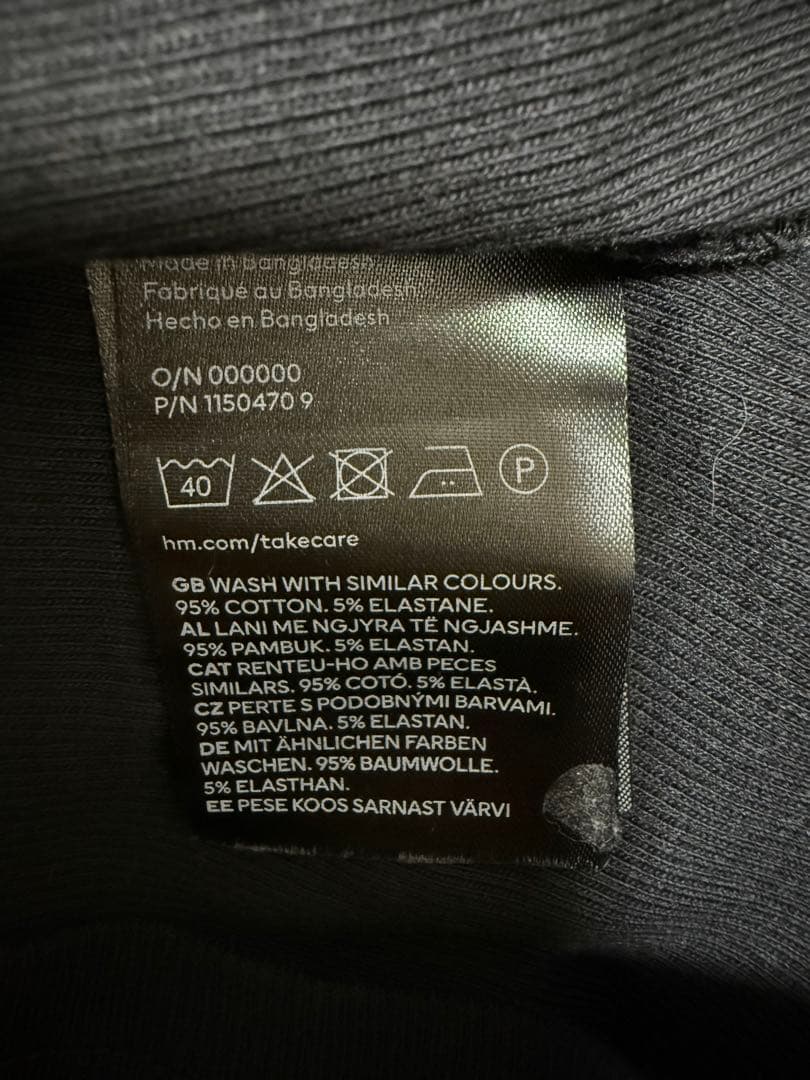 Made in Bangladesh
Fabriqué au Bangladesh
Hecho en Bangladesh
O/N 000000
P/N 1150470 9
40
P
hm.com/takecare
GB WASH WITH SIMILAR COLOURS.
95% COTTON. 5% ELASTANE.
AL LANI ME NGJYRA TË NGJASHME.
95% PAMBUK. 5% ELASTAN.
CAT RENTEU-HO AMB PECES
SIMILARS. 95% COTÓ. 5% ELASTÀ.
CZ PERTE S PODOBNÝMI BARVAMI.
95% BAVLNA. 5% ELASTAN.
DE MIT ÄHNLICHEN FARBEN
WASCHEN. 95% BAUMWOLLE.
5% ELASTHAN.
EE PESE KOOS SARNAST VÄRVI